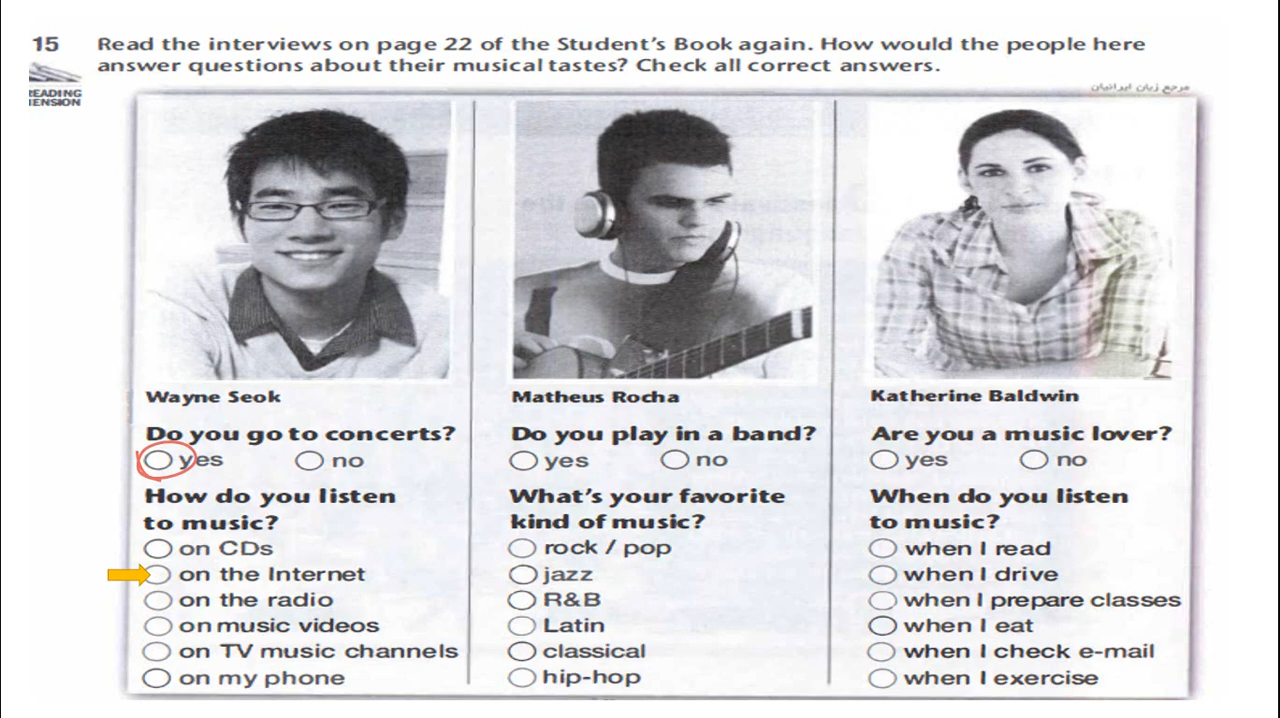 15 Read the interviews on page 22 of the Student's Book again. How would the people here
answer questions about their musical tastes? Check all correct answers.
READING
مرجع زبان ایرانیان
Wayne Seok
Do you go to concerts?
yes no
How do you listen
to music?
on CDs
on the Internet
on the radio
on music videos
on TV music channels
on my phone
Matheus Rocha
Do you play in a band?
yes no
What's your favorite
kind of music?
rock / pop
jazz
R&B
Latin
classical
hip-hop
Katherine Baldwin
Are you a music lover?
yes no
When do you listen
to music?
when I read
when I drive
when I prepare classes
when I eat
when I check e-mail
when I exercise